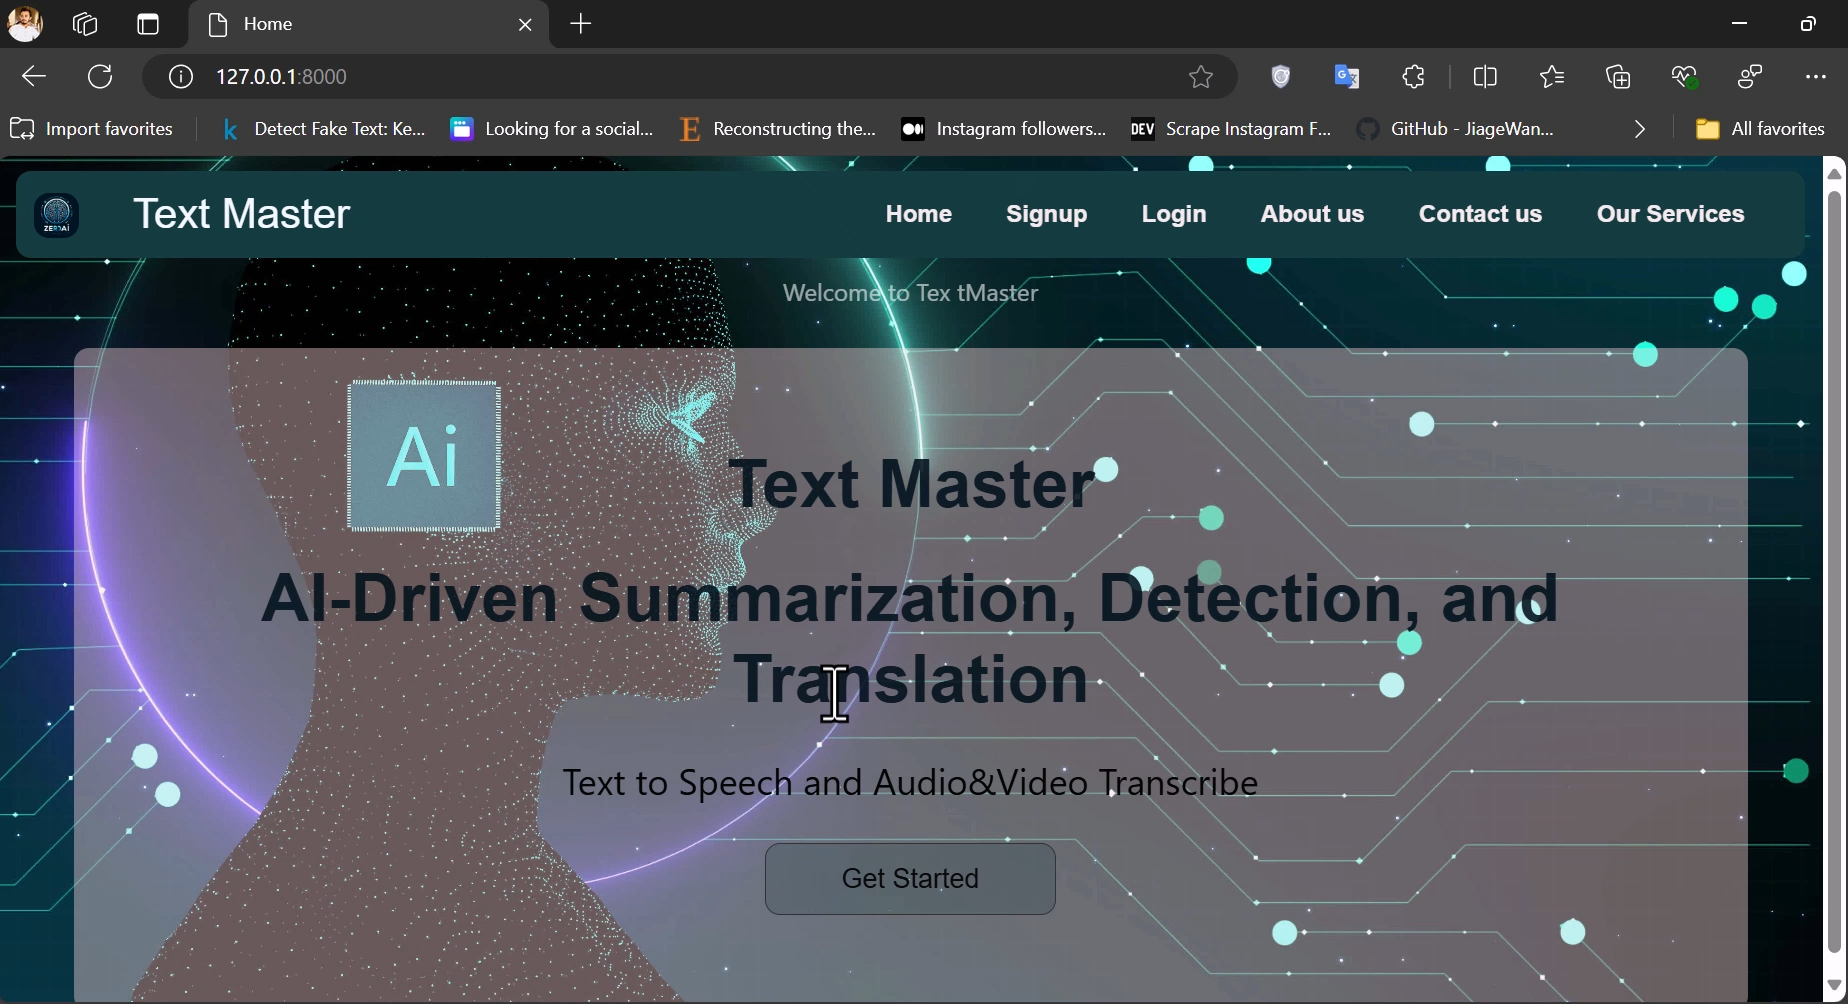 Home
127.0.0.1:8000
Import favorites
Detect Fake Text: Ke...
Looking for a social...
Reconstructing the...
Instagram followers...
DEV
Scrape Instagram F...
GitHub - JiageWan...
All favorites
ZEROAI
Text Master
Home
Signup
Login
About us
Contact us
Our Services
Welcome to Tex tMaster
Ai
Text Master
AI-Driven Summarization, Detection, and
Translation
Text to Speech and Audio&Video Transcribe
Get Started